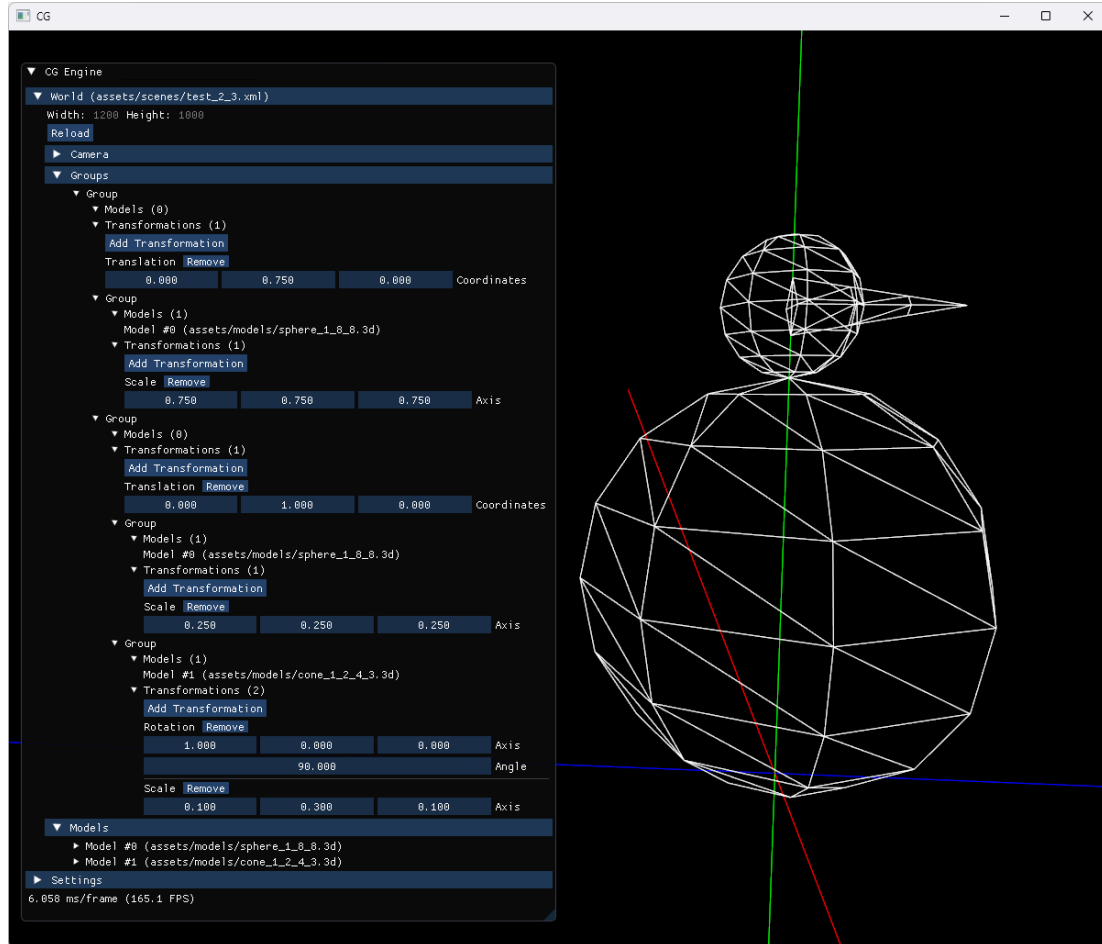 CG
CG Engine
World (assets/scenes/test_2_3.xml)
Width: 1200 Height: 1000
Reload
Camera
Groups
Group
Models (0)
Transformations (1)
Add Transformation
Translation Remove
0.000 0.750 0.000 Coordinates
Group
Models (1)
Model #0 (assets/models/sphere_1_8_8.3d)
Transformations (1)
Add Transformation
Scale Remove
0.750 0.750 0.750 Axis
Group
Models (0)
Transformations (1)
Add Transformation
Translation Remove
0.000 1.000 0.000 Coordinates
Group
Models (1)
Model #0 (assets/models/sphere_1_8_8.3d)
Transformations (1)
Add Transformation
Scale Remove
0.250 0.250 0.250 Axis
Group
Models (1)
Model #1 (assets/models/cone_1_2_4_3.3d)
Transformations (2)
Add Transformation
Rotation Remove
1.000 0.000 0.000 Axis
90.000 Angle
Scale Remove
0.100 0.300 0.100 Axis
Models
Model #0 (assets/models/sphere_1_8_8.3d)
Model #1 (assets/models/cone_1_2_4_3.3d)
Settings
6.058 ms/frame (165.1 FPS)